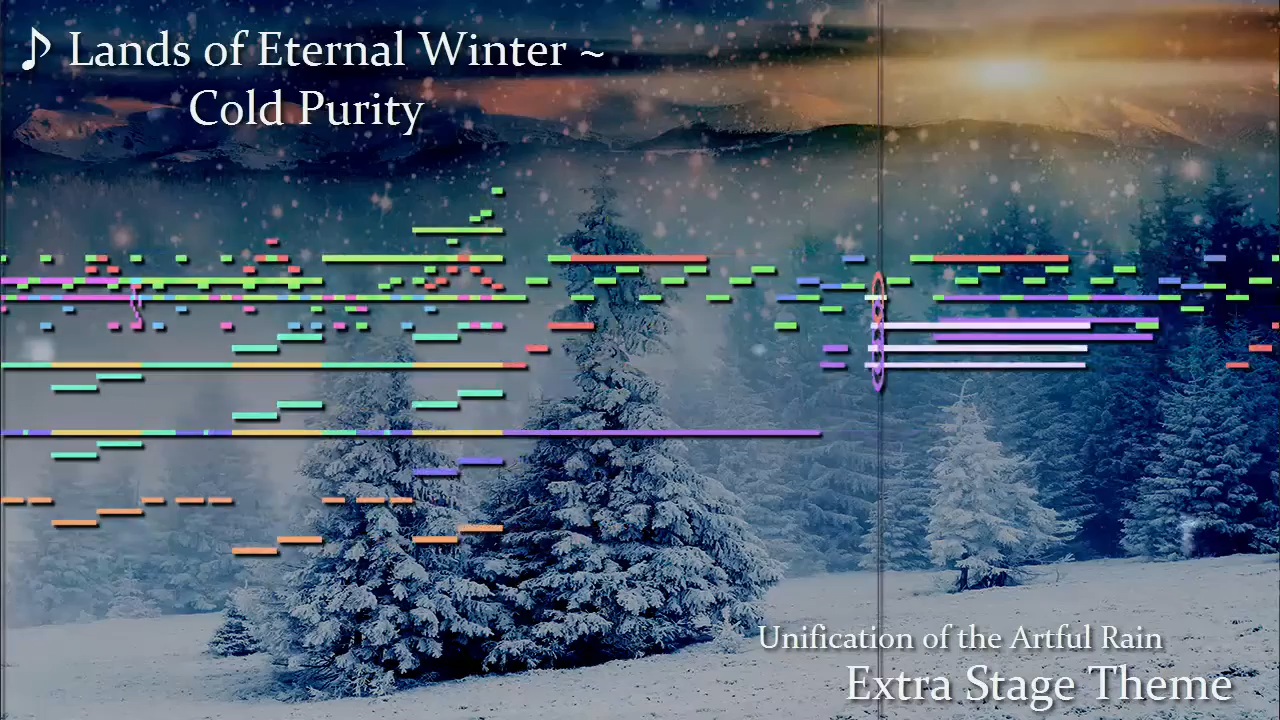 ♪ Lands of Eternal Winter ~
Cold Purity
Unification of the Artful Rain
Extra Stage Theme